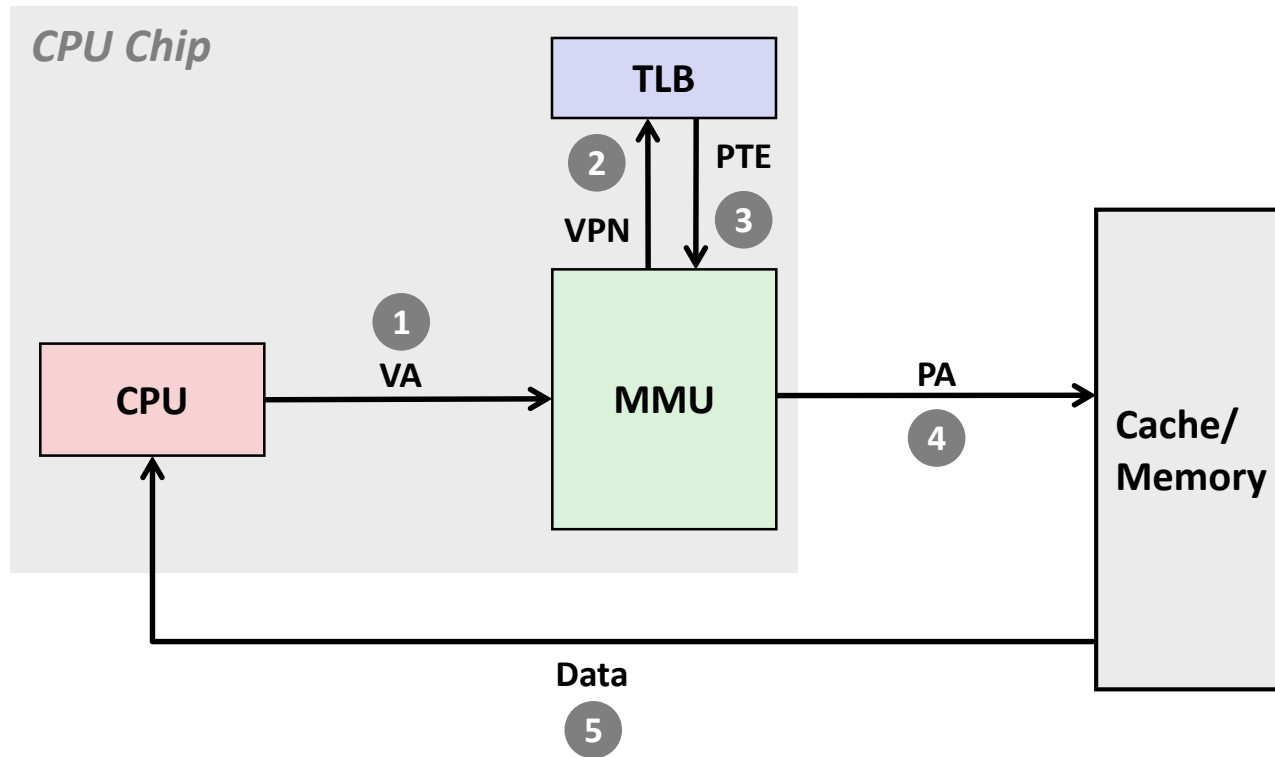 CPU Chip
TLB
2
PTE
VPN
3
1
VA
CPU
MMU
PA
4
Cache/
Memory
Data
5